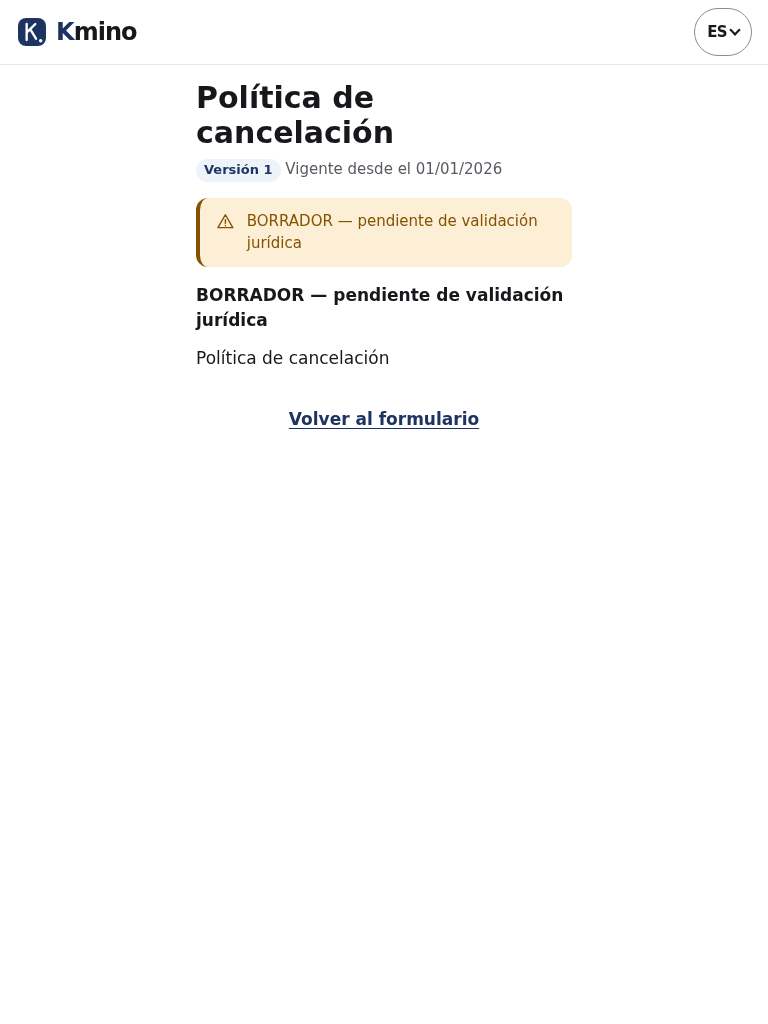 K. Kmino
ES
Política de
cancelación
Versión 1 Vigente desde el 01/01/2026
BORRADOR — pendiente de validación
jurídica
BORRADOR — pendiente de validación
jurídica
Política de cancelación
Volver al formulario